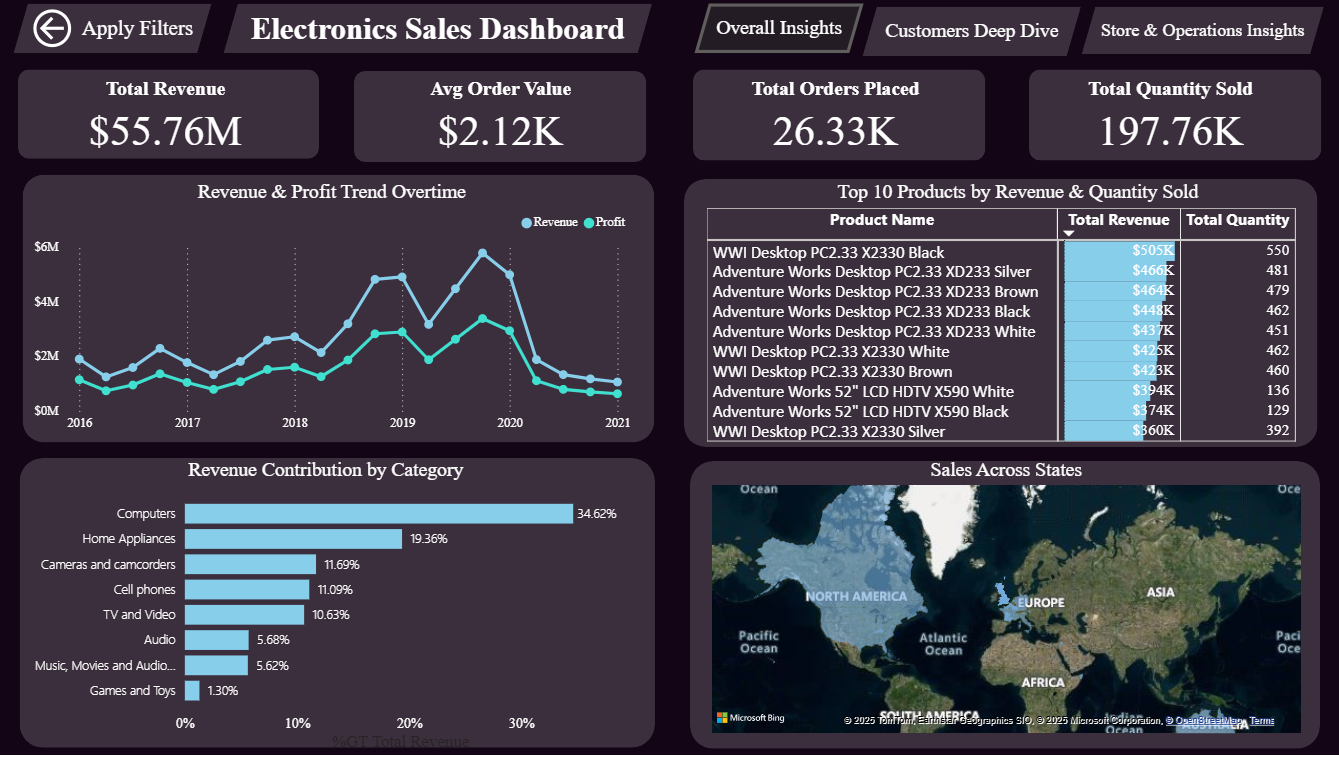 Apply Filters
Electronics Sales Dashboard
Overall Insights
Customers Deep Dive
Store & Operations Insights
Total Revenue
$55.76M
Avg Order Value
$2.12K
Total Orders Placed
26.33K
Total Quantity Sold
197.76K
Revenue & Profit Trend Overtime
Revenue Profit
$6M
$4M
$2M
$0M
2016 2017 2018 2019 2020 2021
Top 10 Products by Revenue & Quantity Sold
Product Name Total Revenue Total Quantity
WWI Desktop PC2.33 X2330 Black $505K 550
Adventure Works Desktop PC2.33 XD233 Silver $466K 481
Adventure Works Desktop PC2.33 XD233 Brown $464K 479
Adventure Works Desktop PC2.33 XD233 Black $448K 462
Adventure Works Desktop PC2.33 XD233 White $437K 451
WWI Desktop PC2.33 X2330 White $425K 462
WWI Desktop PC2.33 X2330 Brown $423K 460
Adventure Works 52" LCD HDTV X590 White $394K 136
Adventure Works 52" LCD HDTV X590 Black $374K 129
WWI Desktop PC2.33 X2330 Silver $360K 392
Revenue Contribution by Category
Computers 34.62%
Home Appliances 19.36%
Cameras and camcorders 11.69%
Cell phones 11.09%
TV and Video 10.63%
Audio 5.68%
Music, Movies and Audio... 5.62%
Games and Toys 1.30%
0% 10% 20% 30%
%GT Total Revenue
Sales Across States
Ocean
NORTH AMERICA
EUROPE
ASIA
Pacific
Ocean
Atlantic
Ocean
AFRICA
SOUTH AMERICA
Indian
Ocean
AUSTRALIA
Microsoft Bing
© 2025 TomTom, Earthstar Geographics SIO, © 2025 Microsoft Corporation, © OpenStreetMap Terms